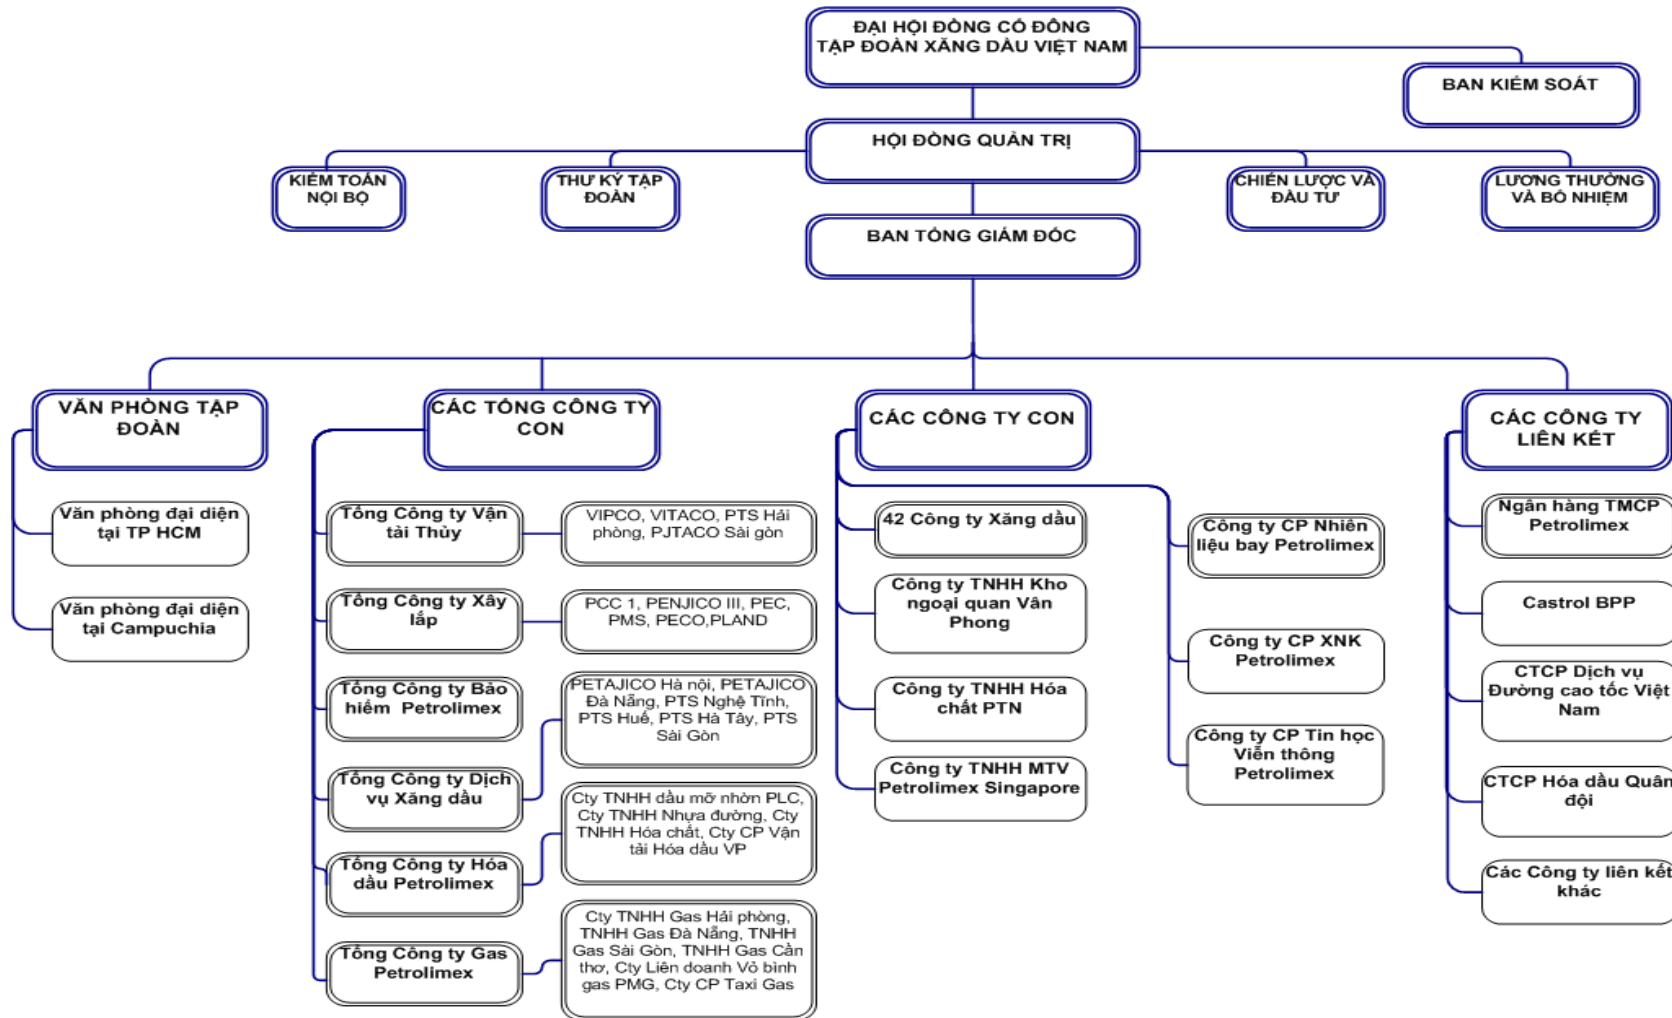 ĐẠI HỘI ĐỒNG CỔ ĐÔNG
TẬP ĐOÀN XĂNG DẦU VIỆT NAM
BAN KIỂM SOÁT
HỘI ĐỒNG QUẢN TRỊ
KIỂM TOÁN
NỘI BỘ
THƯ KÝ TẬP
ĐOÀN
CHIẾN LƯỢC VÀ
ĐẦU TƯ
LƯƠNG THƯỞNG
VÀ BỔ NHIỆM
BAN TỔNG GIÁM ĐỐC
VĂN PHÒNG TẬP
ĐOÀN
CÁC TỔNG CÔNG TY
CON
CÁC CÔNG TY CON
CÁC CÔNG TY
LIÊN KẾT
Văn phòng đại diện
tại TP HCM
Văn phòng đại diện
tại Campuchia
Tổng Công ty Vận
tải Thủy
VIPCO, VITACO, PTS Hải
phòng, PJTACO Sài gòn
Tổng Công ty Xây
lắp
PCC 1, PENJICO III, PEC,
PMS, PECO,PLAND
Tổng Công ty Bảo
hiểm Petrolimex
PETAJICO Hà nội, PETAJICO
Đà Nẵng, PTS Nghệ Tĩnh,
PTS Huế, PTS Hà Tây, PTS
Sài Gòn
Tổng Công ty Dịch
vụ Xăng dầu
Cty TNHH dầu mỡ nhờn PLC,
Cty TNHH Nhựa đường, Cty
TNHH Hóa chất, Cty CP Vận
tải Hóa dầu VP
Tổng Công ty Hóa
dầu Petrolimex
Cty TNHH Gas Hải phòng,
TNHH Gas Đà Nẵng, TNHH
Gas Sài Gòn, TNHH Gas Cần
thơ, Cty Liên doanh Vỏ bình
gas PMG, Cty CP Taxi Gas
Tổng Công ty Gas
Petrolimex
42 Công ty Xăng dầu
Công ty TNHH Kho
ngoại quan Vân
Phong
Công ty TNHH Hóa
chất PTN
Công ty TNHH MTV
Petrolimex Singapore
Công ty CP Nhiên
liệu bay Petrolimex
Công ty CP XNK
Petrolimex
Công ty CP Tin học
Viễn thông
Petrolimex
Ngân hàng TMCP
Petrolimex
Castrol BPP
CTCP Dịch vụ
Đường cao tốc Việt
Nam
CTCP Hóa dầu Quân
đội
Các Công ty liên kết
khác